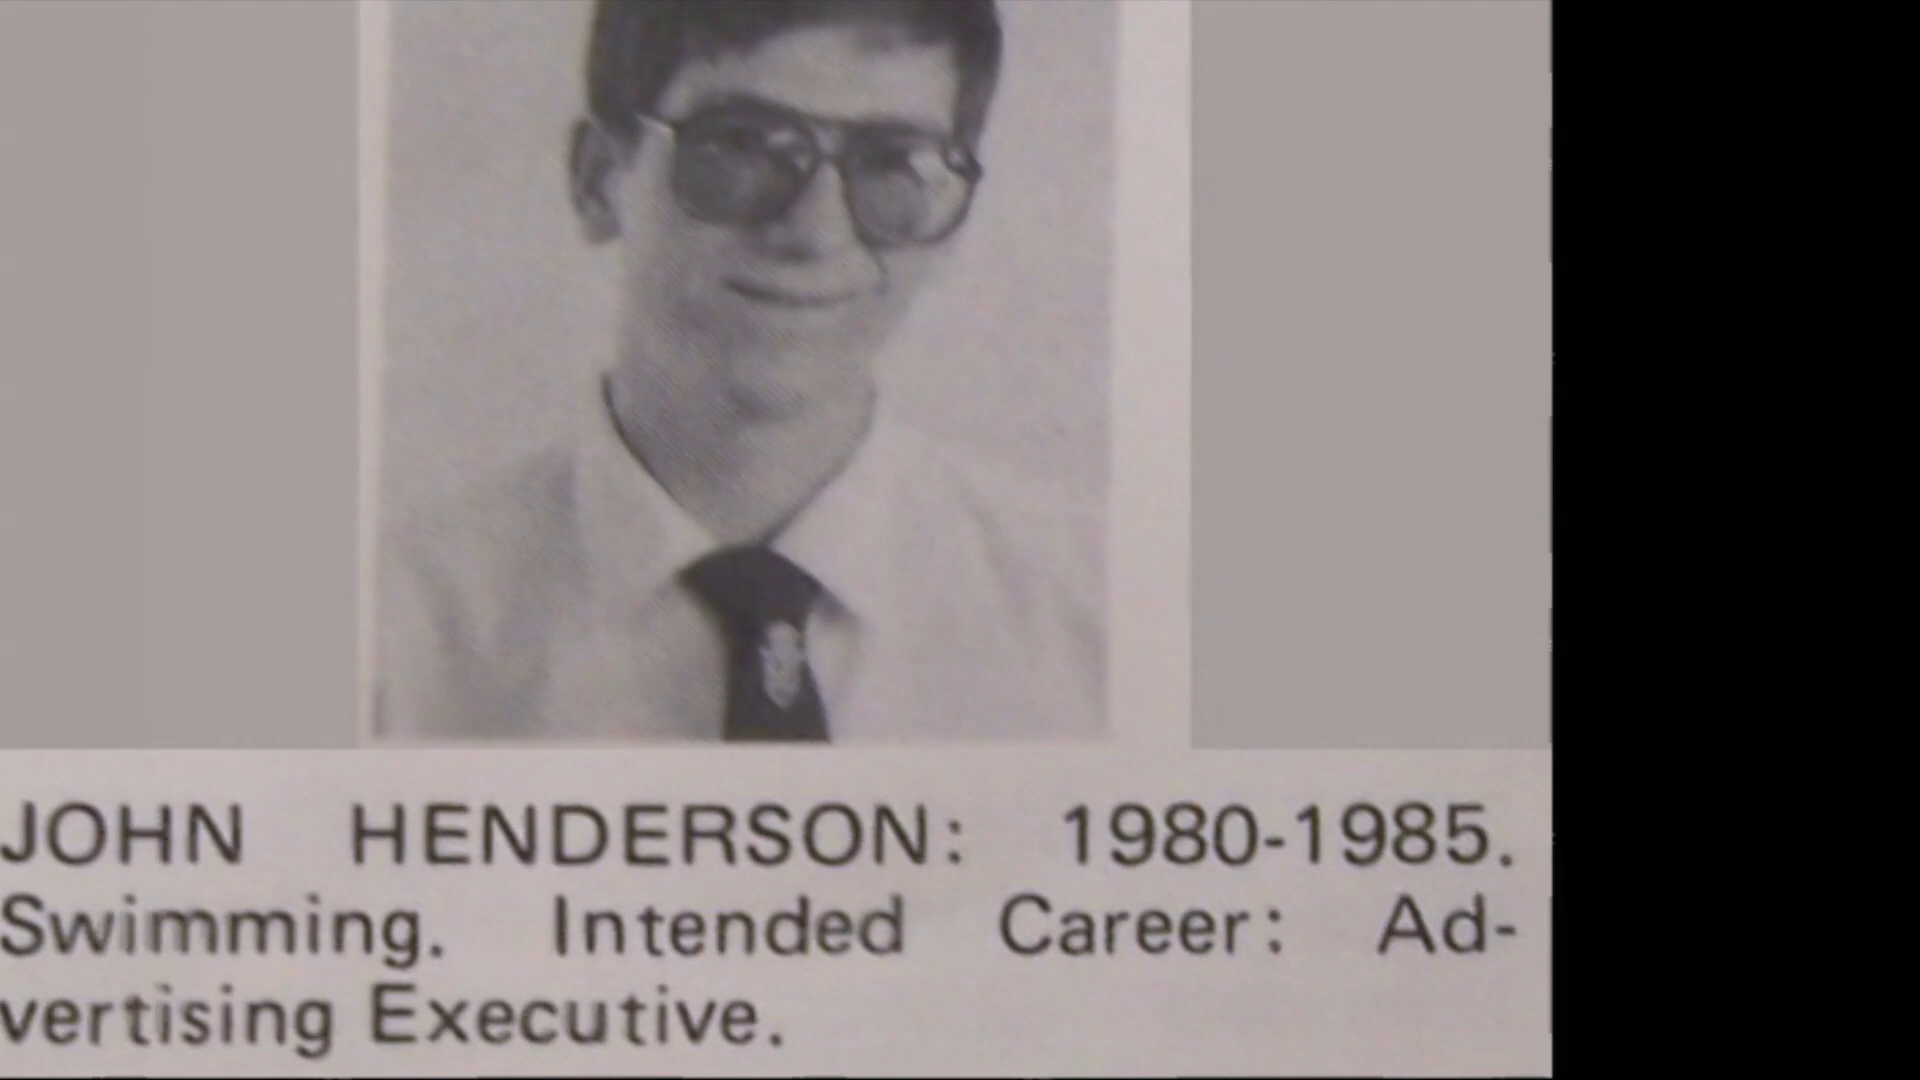 JOHN HENDERSON: 1980-1985.
Swimming. Intended Career: Ad-
vertising Executive.